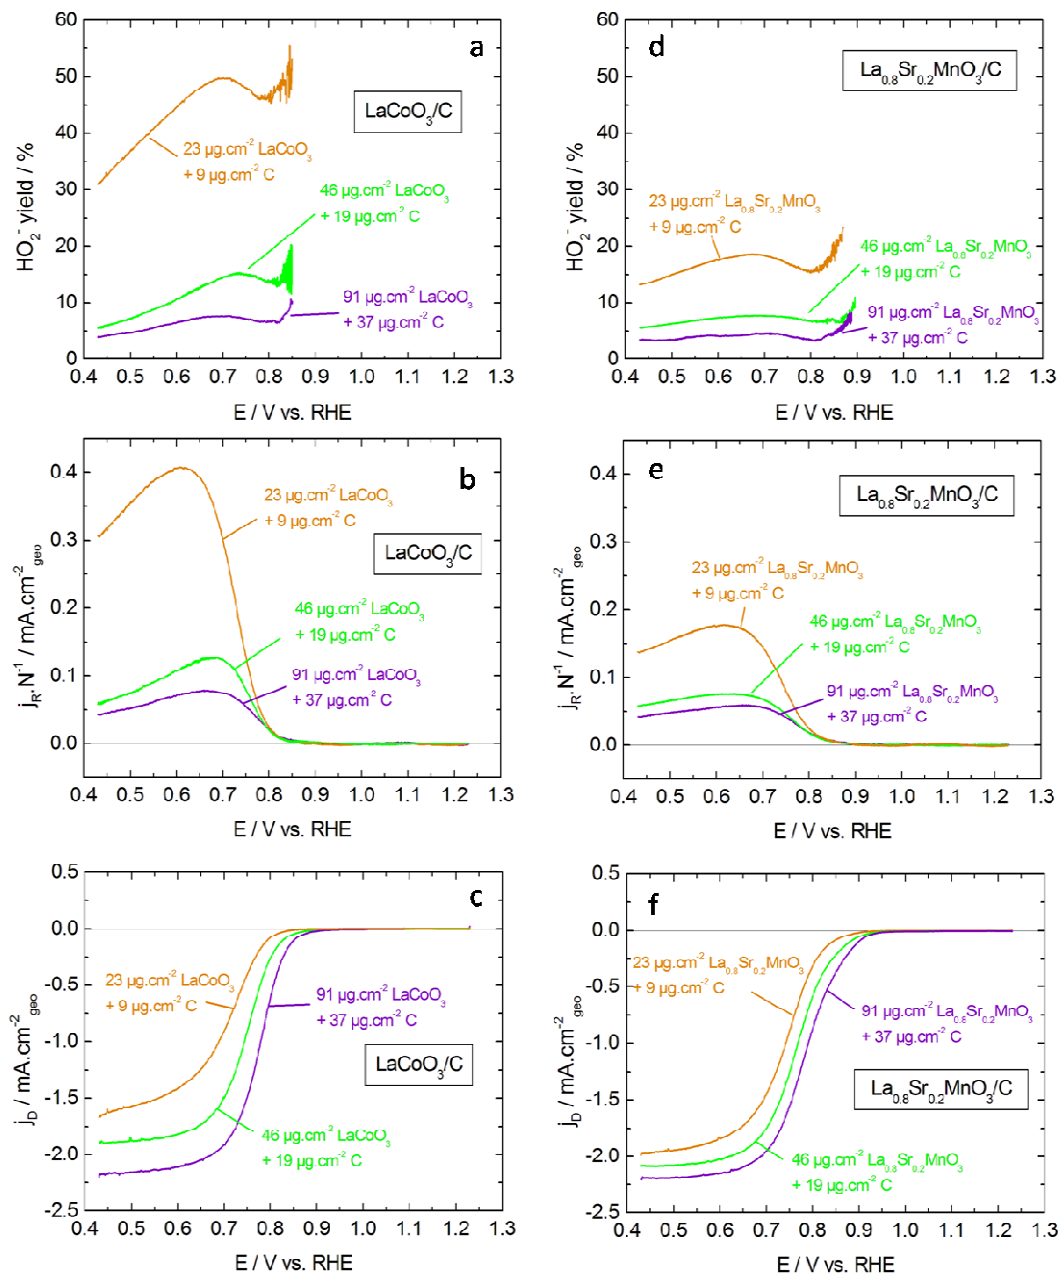 a
LaCoO₃/C
23 µg.cm⁻² LaCoO₃
+ 9 µg.cm⁻² C
46 µg.cm⁻² LaCoO₃
+ 19 µg.cm⁻² C
91 µg.cm⁻² LaCoO₃
+ 37 µg.cm⁻² C
HO₂⁻ yield / %
60
50
40
30
20
10
0
0.4 0.5 0.6 0.7 0.8 0.9 1.0 1.1 1.2 1.3
E / V vs. RHE
d
La₀.₈Sr₀.₂MnO₃/C
23 µg.cm⁻² La₀.₈Sr₀.₂MnO₃
+ 9 µg.cm⁻² C
46 µg.cm⁻² La₀.₈Sr₀.₂MnO₃
+ 19 µg.cm⁻² C
91 µg.cm⁻² La₀.₈Sr₀.₂MnO₃
+ 37 µg.cm⁻² C
HO₂⁻ yield / %
60
50
40
30
20
10
0
0.4 0.5 0.6 0.7 0.8 0.9 1.0 1.1 1.2 1.3
E / V vs. RHE
b
23 µg.cm⁻² LaCoO₃
+ 9 µg.cm⁻² C
LaCoO₃/C
46 µg.cm⁻² LaCoO₃
+ 19 µg.cm⁻² C
91 µg.cm⁻² LaCoO₃
+ 37 µg.cm⁻² C
j_R.N⁻¹ / mA.cm⁻²_geo
0.4
0.3
0.2
0.1
0.0
0.4 0.5 0.6 0.7 0.8 0.9 1.0 1.1 1.2 1.3
E / V vs. RHE
e
La₀.₈Sr₀.₂MnO₃/C
23 µg.cm⁻² La₀.₈Sr₀.₂MnO₃
+ 9 µg.cm⁻² C
46 µg.cm⁻² La₀.₈Sr₀.₂MnO₃
+ 19 µg.cm⁻² C
91 µg.cm⁻² La₀.₈Sr₀.₂MnO₃
+ 37 µg.cm⁻² C
j_R.N⁻¹ / mA.cm⁻²_geo
0.4
0.3
0.2
0.1
0.0
0.4 0.5 0.6 0.7 0.8 0.9 1.0 1.1 1.2 1.3
E / V vs. RHE
c
23 µg.cm⁻² LaCoO₃
+ 9 µg.cm⁻² C
91 µg.cm⁻² LaCoO₃
+ 37 µg.cm⁻² C
LaCoO₃/C
46 µg.cm⁻² LaCoO₃
+ 19 µg.cm⁻² C
j_D / mA.cm⁻²_geo
0.5
0.0
-0.5
-1.0
-1.5
-2.0
-2.5
0.4 0.5 0.6 0.7 0.8 0.9 1.0 1.1 1.2 1.3
E / V vs. RHE
f
23 µg.cm⁻² La₀.₈Sr₀.₂MnO₃
+ 9 µg.cm⁻² C
91 µg.cm⁻² La₀.₈Sr₀.₂MnO₃
+ 37 µg.cm⁻² C
La₀.₈Sr₀.₂MnO₃/C
46 µg.cm⁻² La₀.₈Sr₀.₂MnO₃
+ 19 µg.cm⁻² C
j_D / mA.cm⁻²_geo
0.5
0.0
-0.5
-1.0
-1.5
-2.0
-2.5
0.4 0.5 0.6 0.7 0.8 0.9 1.0 1.1 1.2 1.3
E / V vs. RHE